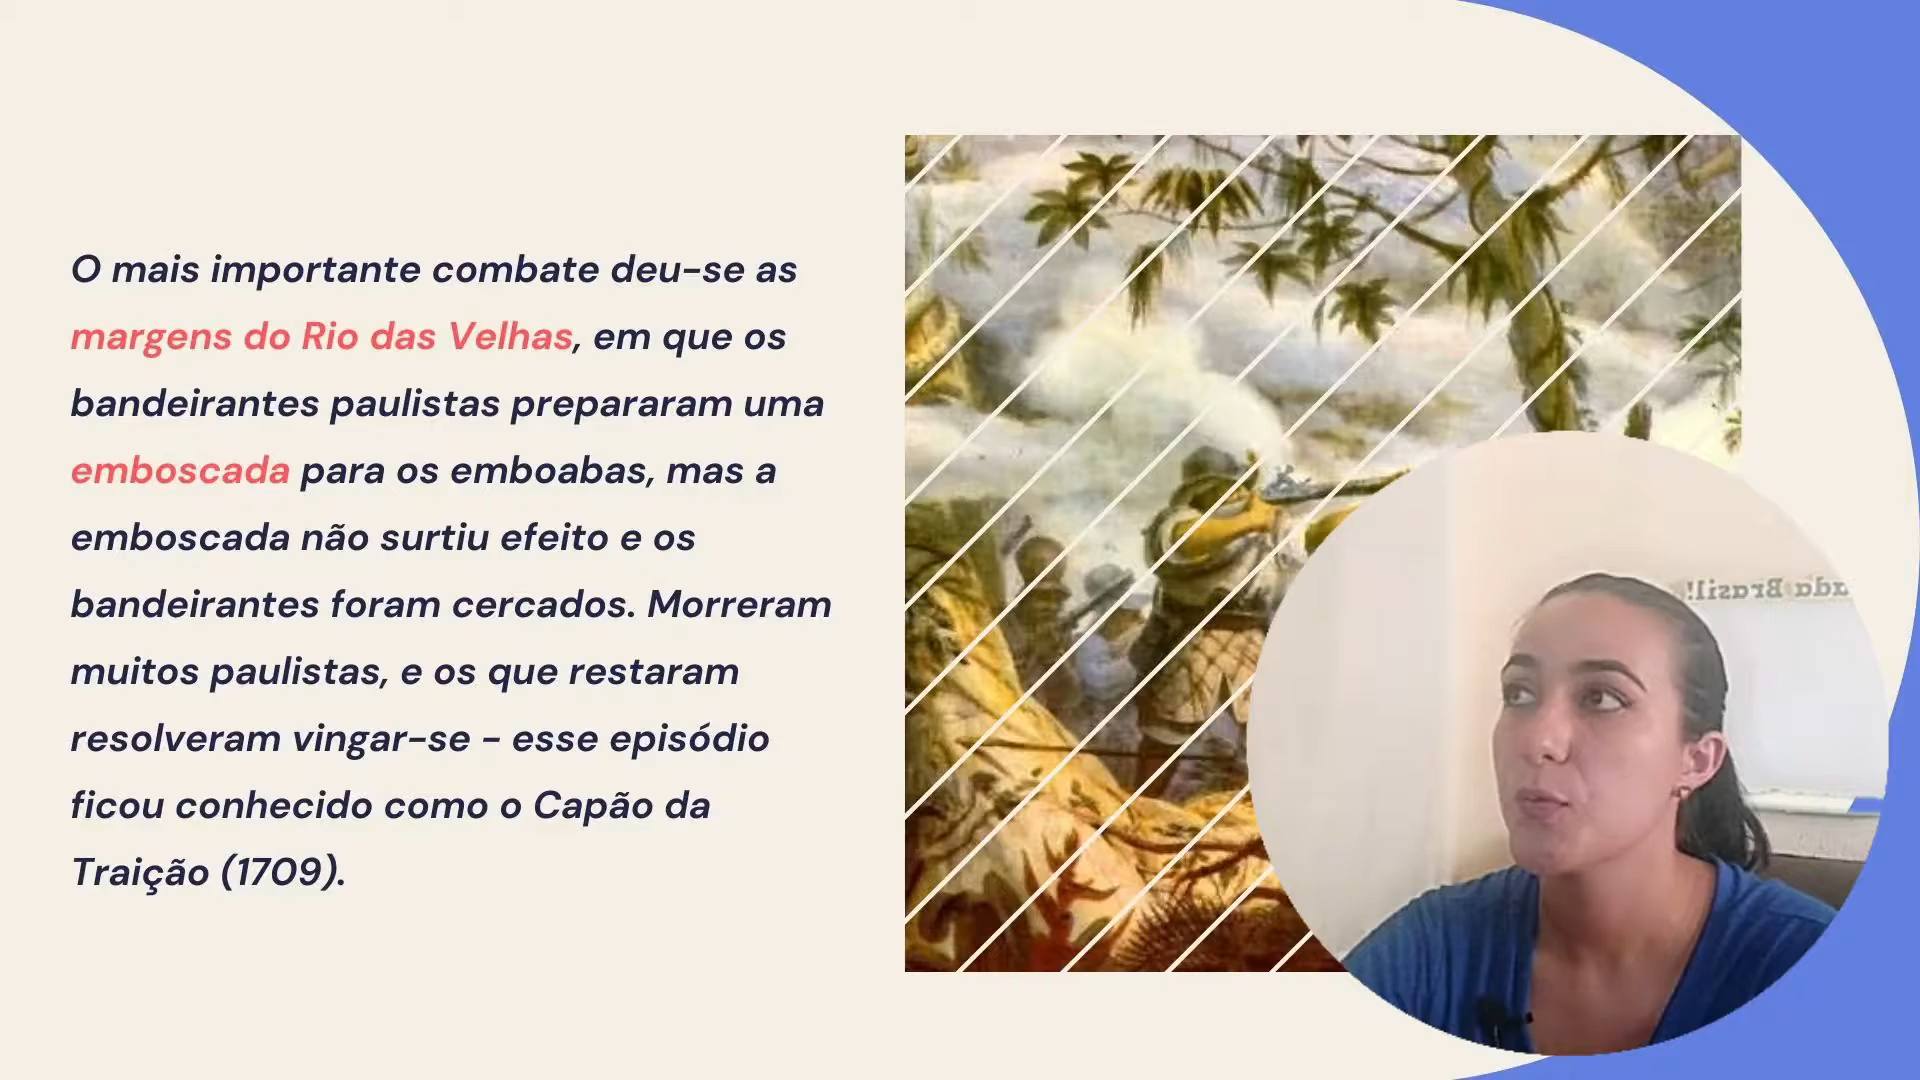 O mais importante combate deu-se as
margens do Rio das Velhas, em que os
bandeirantes paulistas prepararam uma
emboscada para os emboabas, mas a
emboscada não surtiu efeito e os
bandeirantes foram cercados. Morreram
muitos paulistas, e os que restaram
resolveram vingar-se - esse episódio
ficou conhecido como o Capão da
Traição (1709).
Brasil!